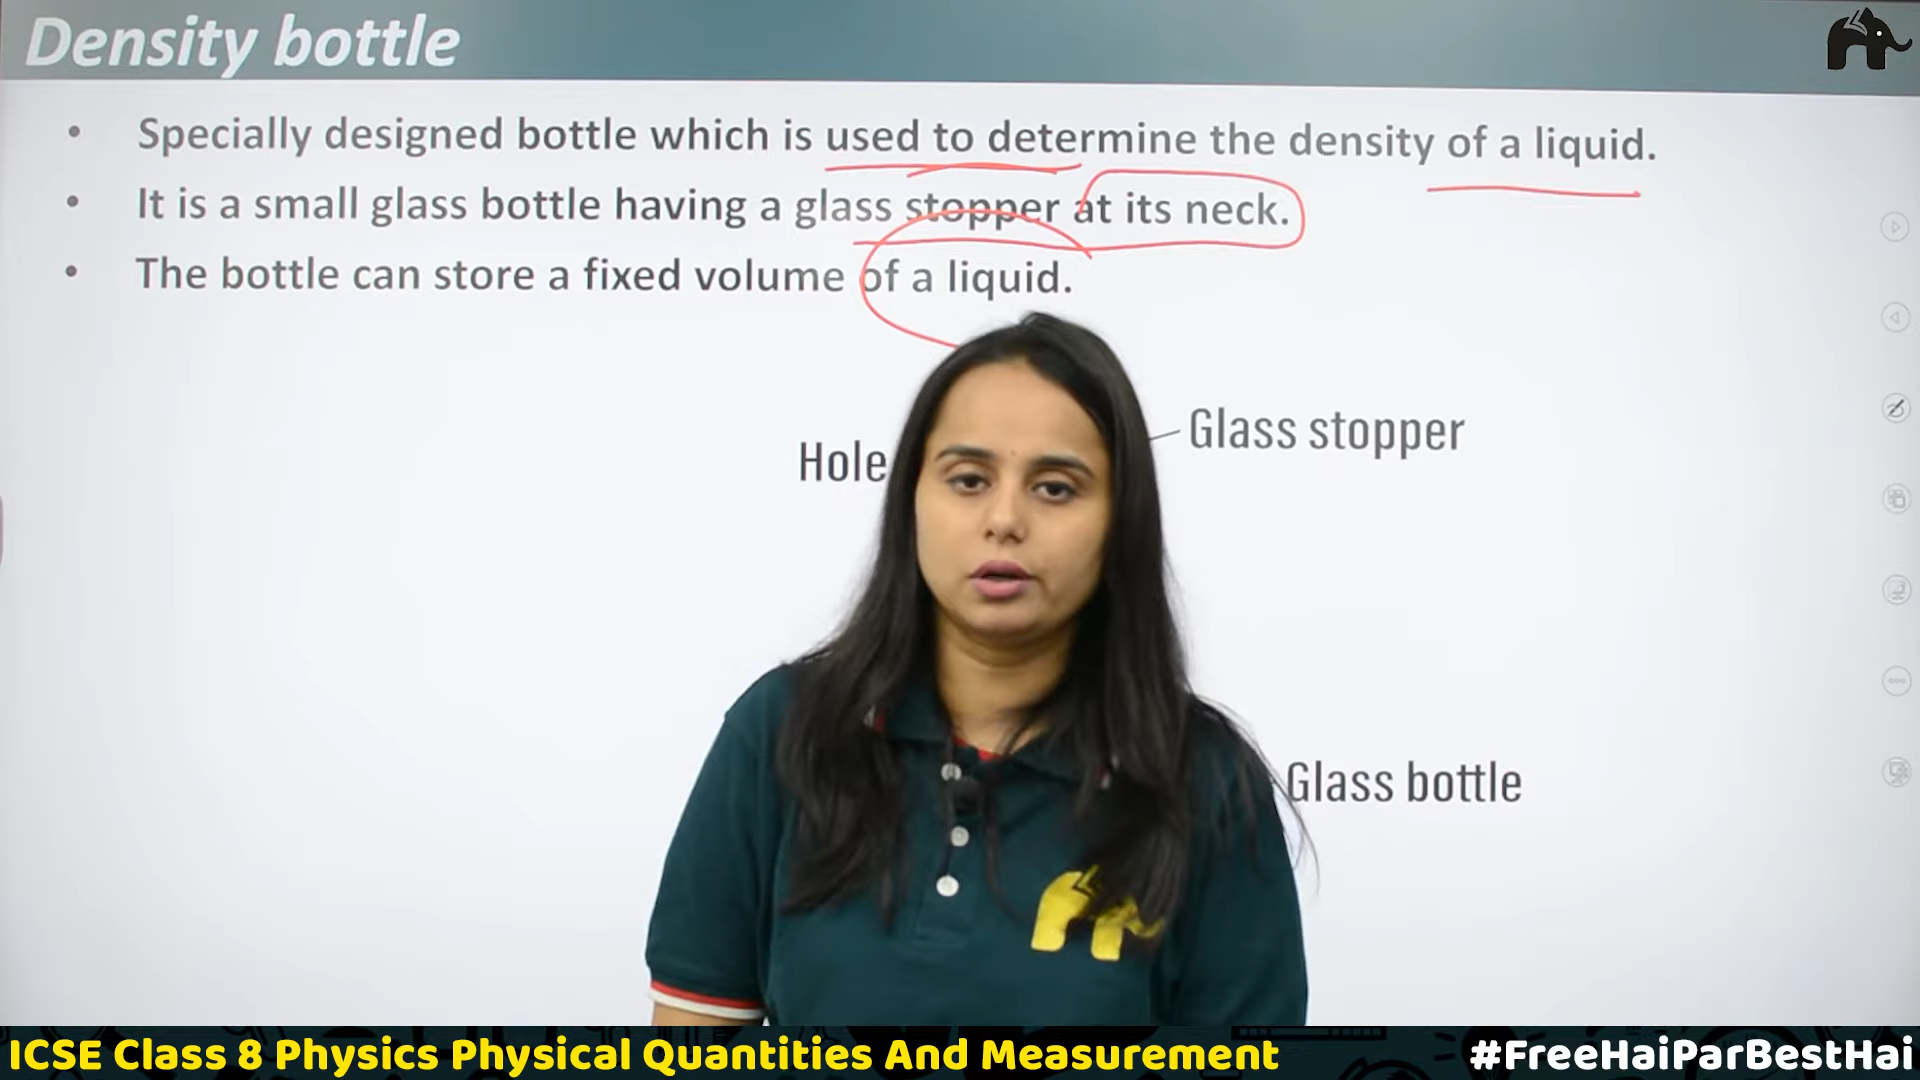 Density bottle
• Specially designed bottle which is used to determine the density of a liquid.
• It is a small glass bottle having a glass stopper at its neck.
• The bottle can store a fixed volume of a liquid.
Hole
Glass stopper
Glass bottle
ICSE Class 8 Physics Physical Quantities And Measurement
#FreeHaiParBestHai